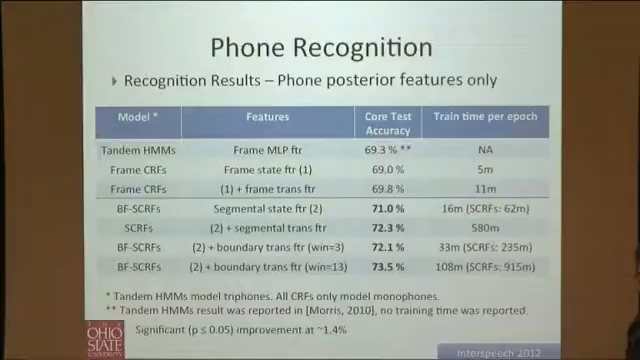 Phone Recognition
Recognition Results – Phone posterior features only
Model * Features Core Test Accuracy Train time per epoch
Tandem HMMs Frame MLP ftr 69.3 % ** NA
Frame CRFs Frame state ftr (1) 69.0 % 5m
Frame CRFs (1) + frame trans ftr 69.8 % 11m
BF-SCRFs Segmental state ftr (2) 71.0 % 16m (SCRFs: 62m)
SCRFs (2) + segmental trans ftr 72.3 % 580m
BF-SCRFs (2) + boundary trans ftr (win=3) 72.1 % 33m (SCRFs: 235m)
BF-SCRFs (2) + boundary trans ftr (win=13) 73.5 % 108m (SCRFs: 915m)
* Tandem HMMs model triphones. All CRFs only model monophones.
** Tandem HMMs result was reported in [Morris, 2010], no training time was reported.
Significant (p ≤ 0.05) improvement at ~1.4%
THE
OHIO
STATE
UNIVERSITY
Interspeech 2012